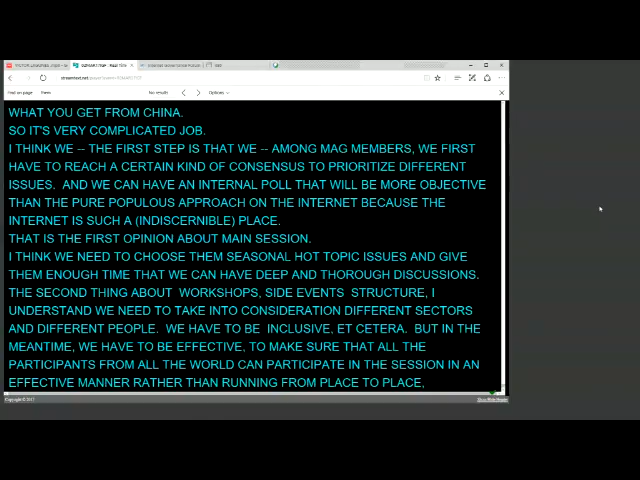 streamtext.net
Find on page
No results
Options
WHAT YOU GET FROM CHINA.
SO IT'S VERY COMPLICATED JOB.
I THINK WE -- THE FIRST STEP IS THAT WE -- AMONG MAG MEMBERS, WE FIRST
HAVE TO REACH A CERTAIN KIND OF CONSENSUS TO PRIORITIZE DIFFERENT
ISSUES. AND WE CAN HAVE AN INTERNAL POLL THAT WILL BE MORE OBJECTIVE
THAN THE PURE POPULOUS APPROACH ON THE INTERNET BECAUSE THE
INTERNET IS SUCH A (INDISCERNIBLE) PLACE.
THAT IS THE FIRST OPINION ABOUT MAIN SESSION.
I THINK WE NEED TO CHOOSE THEM SEASONAL HOT TOPIC ISSUES AND GIVE
THEM ENOUGH TIME THAT WE CAN HAVE DEEP AND THOROUGH DISCUSSIONS.
THE SECOND THING ABOUT WORKSHOPS, SIDE EVENTS STRUCTURE, I
UNDERSTAND WE NEED TO TAKE INTO CONSIDERATION DIFFERENT SECTORS
AND DIFFERENT PEOPLE. WE HAVE TO BE INCLUSIVE, ET CETERA. BUT IN THE
MEANTIME, WE HAVE TO BE EFFECTIVE, TO MAKE SURE THAT ALL THE
PARTICIPANTS FROM ALL THE WORLD CAN PARTICIPATE IN THE SESSION IN AN
EFFECTIVE MANNER RATHER THAN RUNNING FROM PLACE TO PLACE,